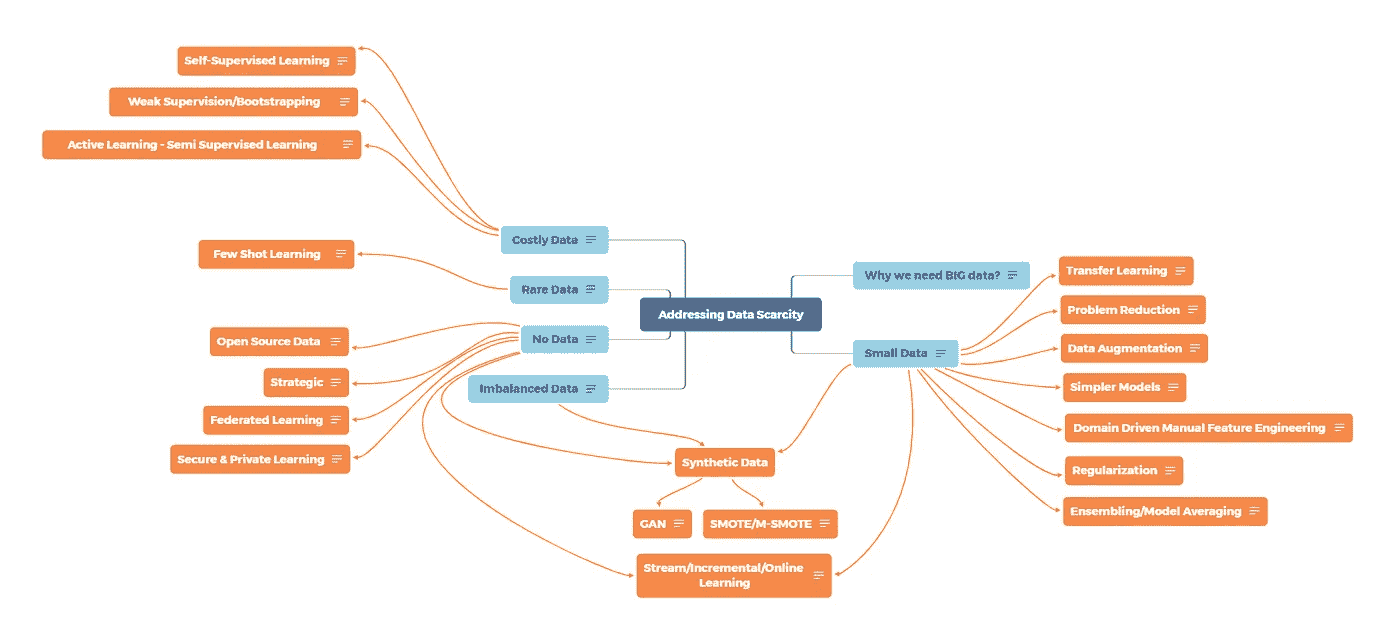 Self-Supervised Learning
Weak Supervision/Bootstrapping
Active Learning - Semi Supervised Learning
Costly Data
Few Shot Learning
Rare Data
Open Source Data
No Data
Strategic
Imbalanced Data
Federated Learning
Secure & Private Learning
Addressing Data Scarcity
Why we need BIG data?
Small Data
Transfer Learning
Problem Reduction
Data Augmentation
Simpler Models
Domain Driven Manual Feature Engineering
Regularization
Ensembling/Model Averaging
Synthetic Data
GAN
SMOTE/M-SMOTE
Stream/Incremental/Online
Learning